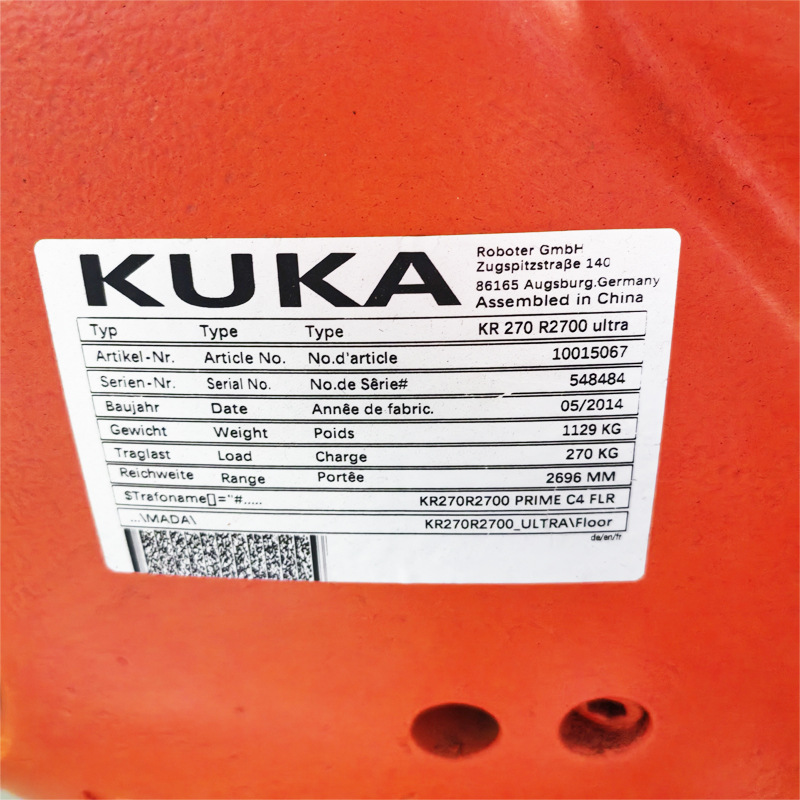 KUKA
Roboter GmbH
Zugspitzstraße 140
86165 Augsburg.Germany
Assembled in China
Typ Type Type KR 270 R2700 ultra
Artikel-Nr. Article No. No.d'article 10015067
Serien-Nr. Serial No. No.de Sêrie# 548484
Baujahr Date Annêe de fabric. 05/2014
Gewicht Weight Poids 1129 KG
Traglast Load Charge 270 KG
Reichweite Range Portêe 2696 MM
$Trafoname[]="#..... KR270R2700 PRIME C4 FLR
...\MADA\ KR270R2700_ULTRA\Floor
de/en/fr